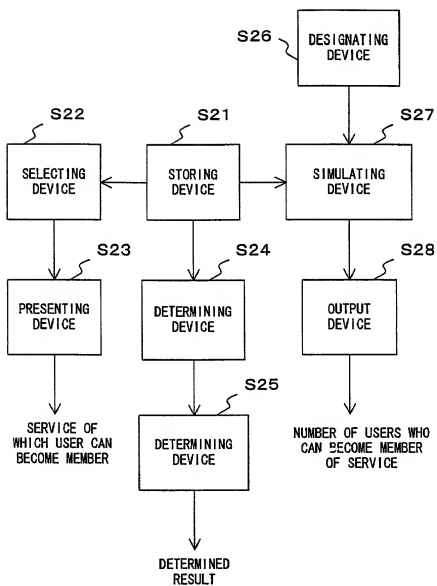 S26
DESIGNATING
DEVICE
S22
S21
S27
SELECTING
DEVICE
STORING
DEVICE
SIMULATING
DEVICE
S23
S24
S28
PRESENTING
DEVICE
DETERMINING
DEVICE
OUTPUT
DEVICE
S25
SERVICE OF
WHICH USER CAN
BECOME MEMBER
DETERMINING
DEVICE
NUMBER OF USERS WHO
CAN BECOME MEMBER
OF SERVICE
DETERMINED
RESULT